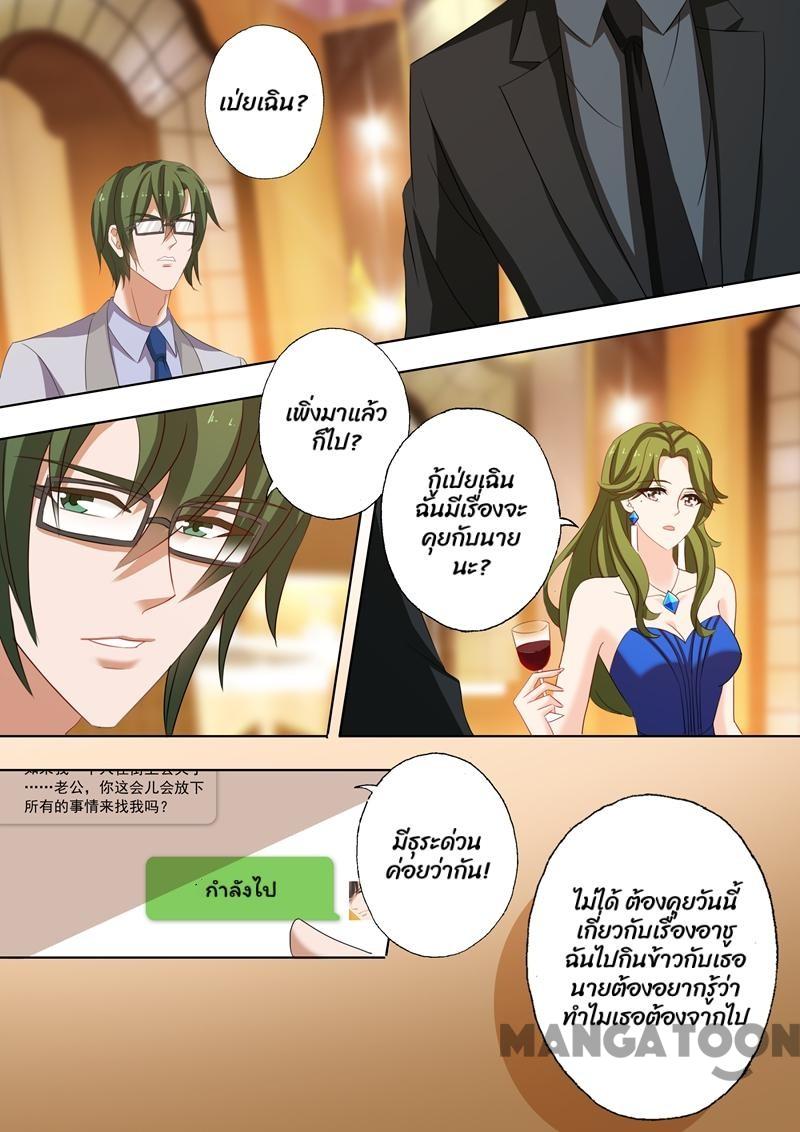 เป่ยเฉิน?
เพิ่งมาแล้ว
ก็ไป?
กู้เป่ยเฉิน
ฉันมีเรื่องจะ
คุยกับนาย
นะ?
……老公，你这会儿会放下
所有的事情来找我吗？
กำลังไป
มีธุระด่วน
ค่อยว่ากัน!
ไม่ได้ ต้องคุยวันนี้
เกี่ยวกับเรื่องอาชู
ฉันไปกินข้าวกับเธอ
นายต้องอยากรู้ว่า
ทำไมเธอต้องจากไป
MANGATOON